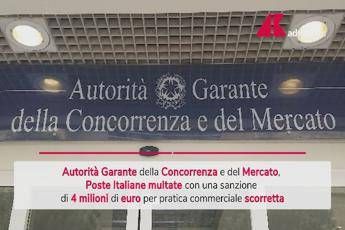 Autorità Garante
della Concorrenza e del Mercato
Autorità Garante della Concorrenza e del Mercato,
Poste Italiane multate con una sanzione
di 4 milioni di euro per pratica commerciale scorretta